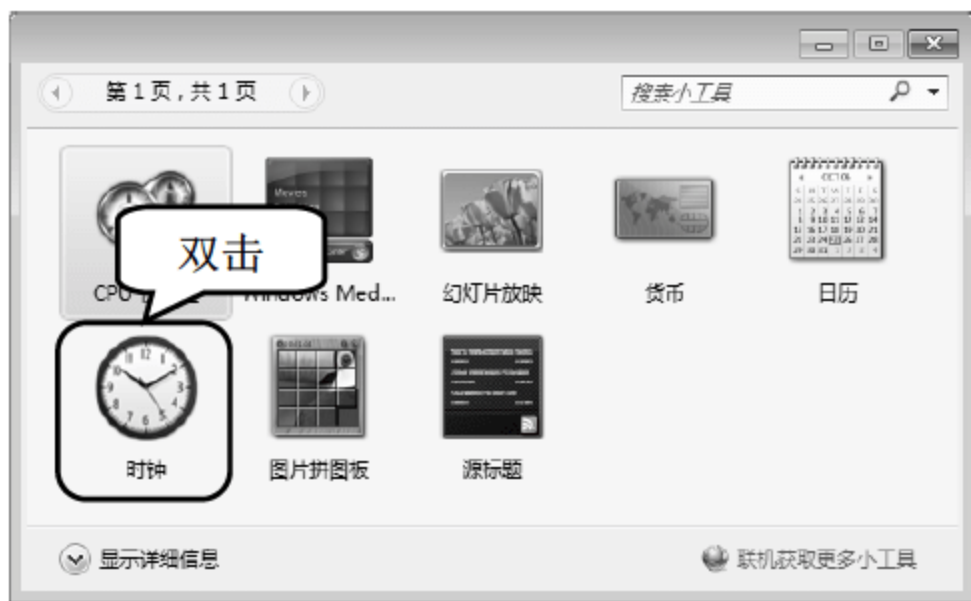 第1页,共1页
搜索小工具
双击
CPU
Windows Med...
幻灯片放映
货币
日历
时钟
图片拼图板
源标题
显示详细信息
联机获取更多小工具